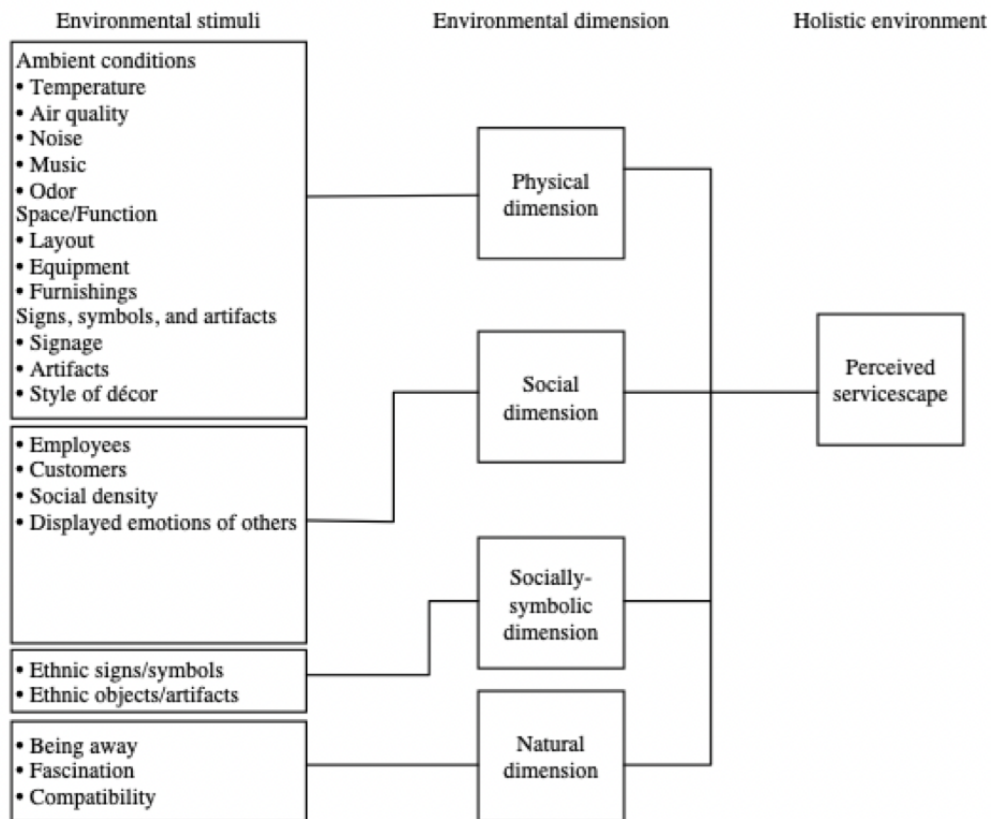 Environmental stimuli
Environmental dimension
Holistic environment
Ambient conditions
• Temperature
• Air quality
• Noise
• Music
• Odor
Space/Function
• Layout
• Equipment
• Furnishings
Signs, symbols, and artifacts
• Signage
• Artifacts
• Style of décor
• Employees
• Customers
• Social density
• Displayed emotions of others
• Ethnic signs/symbols
• Ethnic objects/artifacts
• Being away
• Fascination
• Compatibility
Physical
dimension
Social
dimension
Socially-
symbolic
dimension
Natural
dimension
Perceived
servicescape